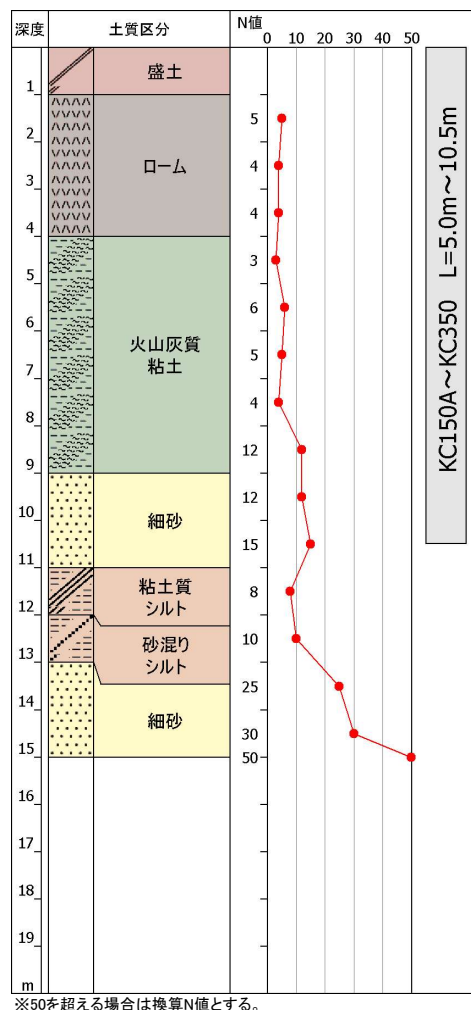 深度
土質区分
N値
0 10 20 30 40 50
1
2
3
4
5
6
7
8
9
10
11
12
13
14
15
16
17
18
19
m
盛土
ローム
火山灰質
粘土
細砂
粘土質
シルト
砂混り
シルト
細砂
5
4
4
3
6
5
4
12
12
15
8
10
25
30
50
KC150A～KC350 L=5.0m～10.5m
※50を超える場合は換算N値とする。